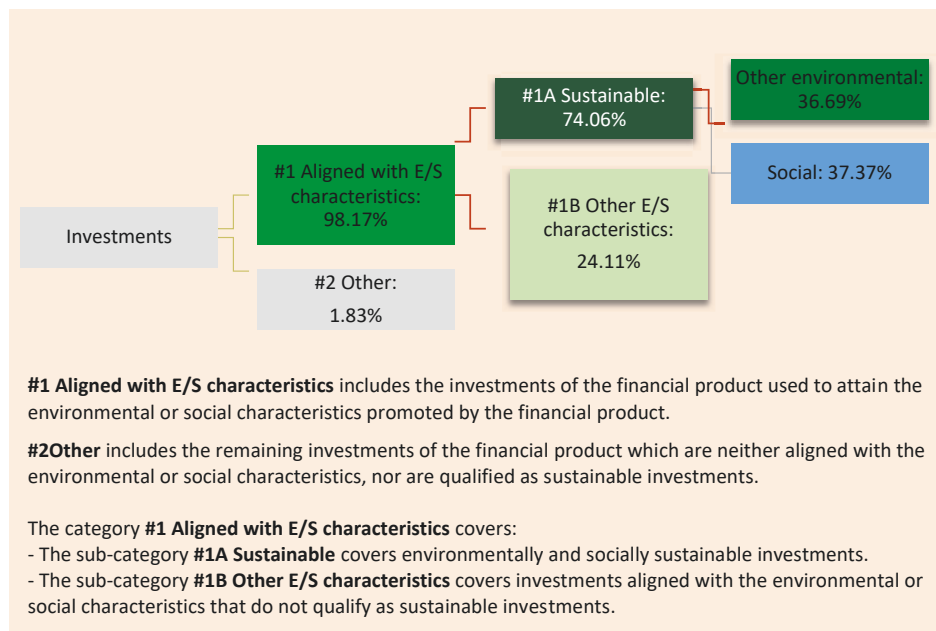 Investments
#1 Aligned with E/S
characteristics:
98.17%
#2 Other:
1.83%
#1A Sustainable:
74.06%
#1B Other E/S
characteristics:
24.11%
Other environmental:
36.69%
Social: 37.37%
#1 Aligned with E/S characteristics includes the investments of the financial product used to attain the
environmental or social characteristics promoted by the financial product.
#2Other includes the remaining investments of the financial product which are neither aligned with the
environmental or social characteristics, nor are qualified as sustainable investments.
The category #1 Aligned with E/S characteristics covers:
- The sub-category #1A Sustainable covers environmentally and socially sustainable investments.
- The sub-category #1B Other E/S characteristics covers investments aligned with the environmental or
social characteristics that do not qualify as sustainable investments.